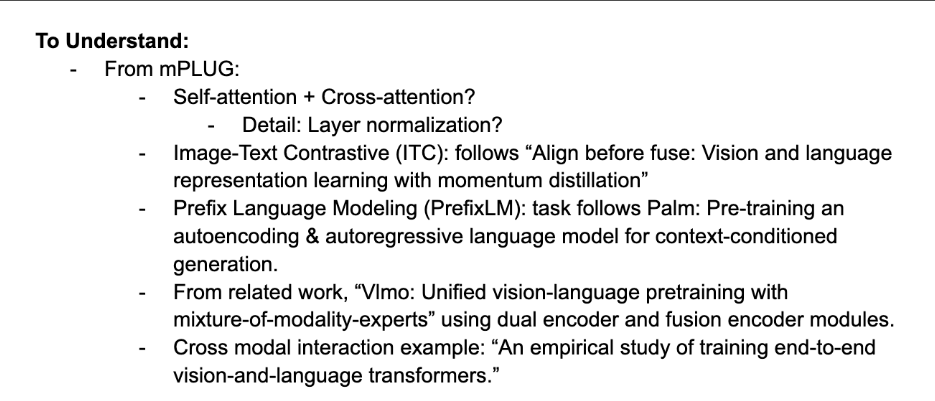 To Understand:
- From mPLUG:
- Self-attention + Cross-attention?
- Detail: Layer normalization?
- Image-Text Contrastive (ITC): follows “Align before fuse: Vision and language
representation learning with momentum distillation”
- Prefix Language Modeling (PrefixLM): task follows Palm: Pre-training an
autoencoding & autoregressive language model for context-conditioned
generation.
- From related work, “Vlmo: Unified vision-language pretraining with
mixture-of-modality-experts” using dual encoder and fusion encoder modules.
- Cross modal interaction example: “An empirical study of training end-to-end
vision-and-language transformers.”